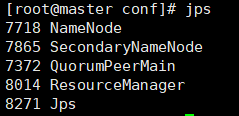 [root@master conf]# jps
7718 NameNode
7865 SecondaryNameNode
7372 QuorumPeerMain
8014 ResourceManager
8271 Jps